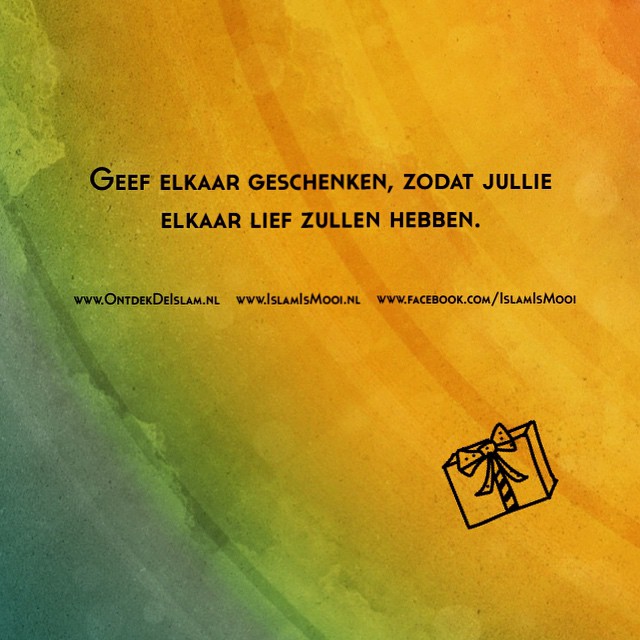 Geef elkaar geschenken, zodat jullie
elkaar lief zullen hebben.
www.OntdekDeIslam.nl www.IslamIsMooi.nl www.facebook.com/IslamIsMooi